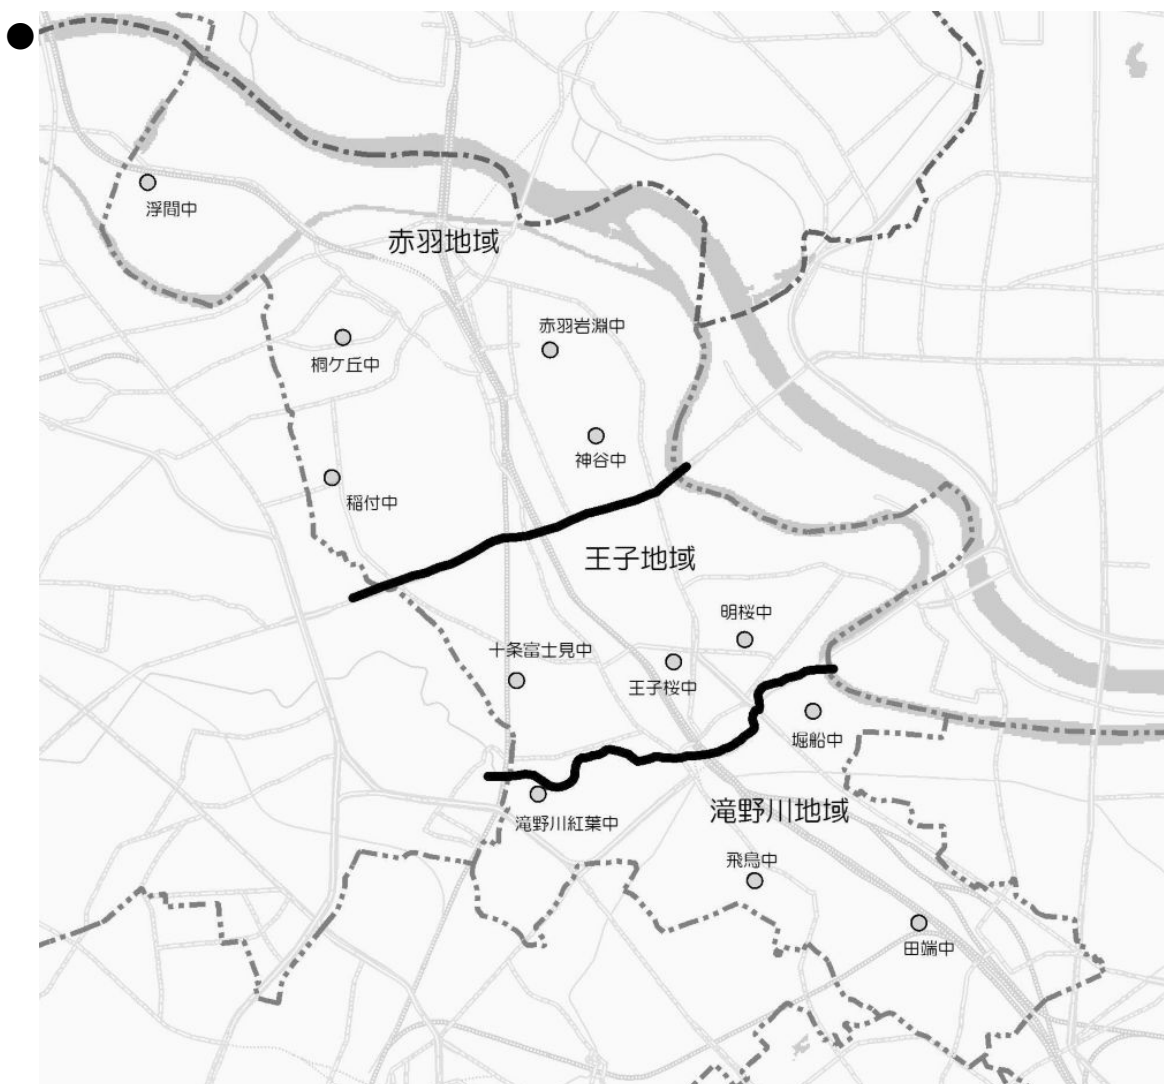 浮間中
赤羽地域
赤羽岩淵中
桐ケ丘中
神谷中
稲付中
王子地域
明桜中
十条富士見中
王子桜中
堀船中
滝野川地域
滝野川紅葉中
飛鳥中
田端中